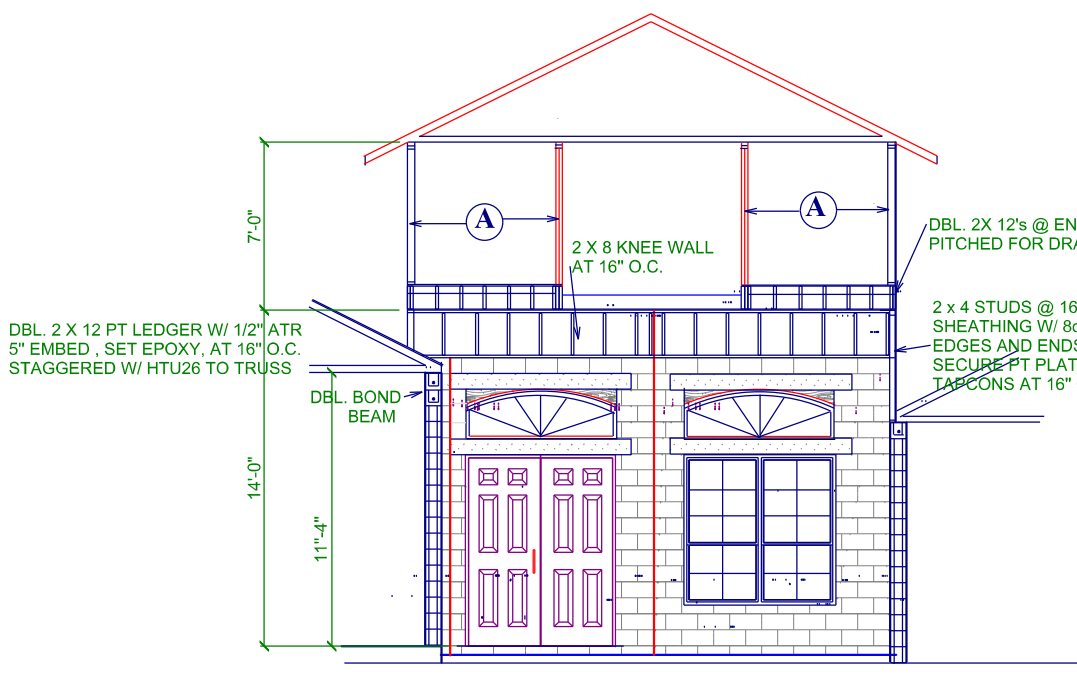 7'-0"
A
A
2 X 8 KNEE WALL
AT 16" O.C.
DBL. 2X 12's @ EN
PITCHED FOR DRA
2 x 4 STUDS @ 16
SHEATHING W/ 8d
EDGES AND ENDS
SECURE PT PLAT
TAPCONS AT 16"
DBL. 2 X 12 PT LEDGER W/ 1/2" ATR
5" EMBED , SET EPOXY, AT 16" O.C.
STAGGERED W/ HTU26 TO TRUSS
DBL. BOND
BEAM
14'-0"
11'-4"